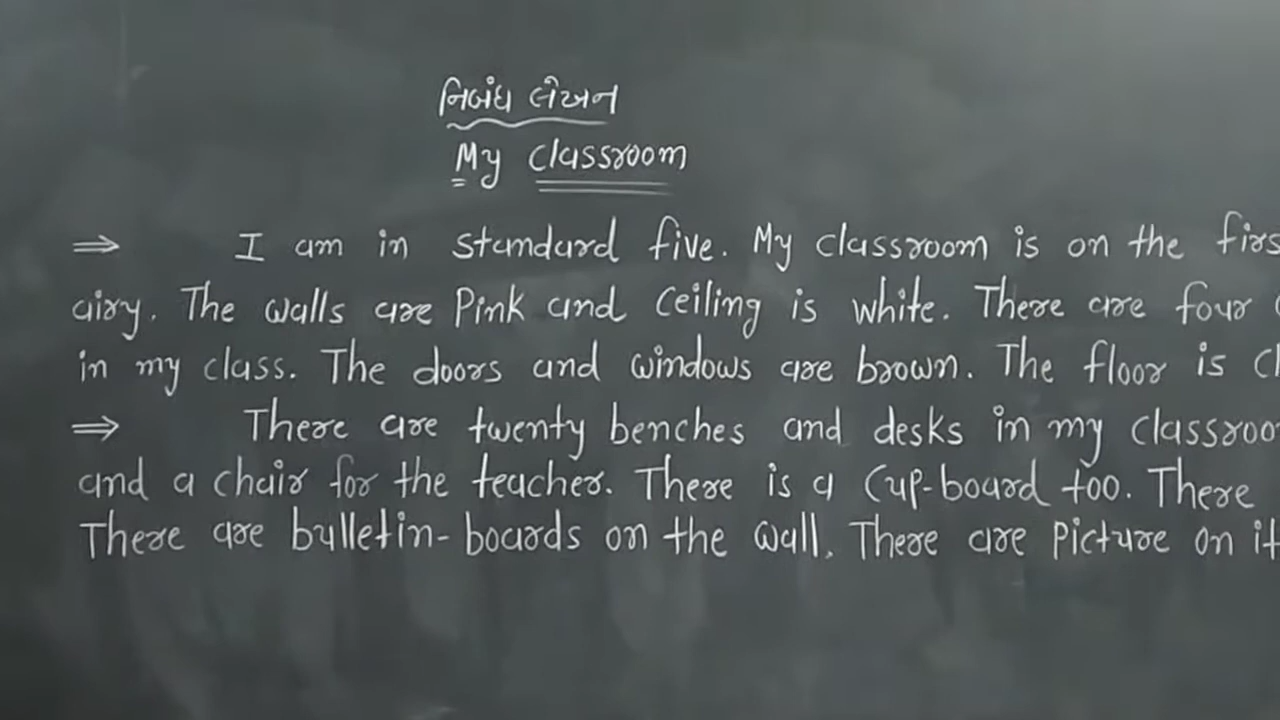 નિબંધ લેખન
My classroom
⇒ I am in standard five. My classroom is on the firs
airy. The walls are Pink and Ceiling is white. There are four
in my class. The doors and windows are brown. The floor is cl
⇒ There are twenty benches and desks in my classroo
and a chair for the teacher. There is a Cup-board too. There
There are bulletin-boards on the wall. There are Picture on it